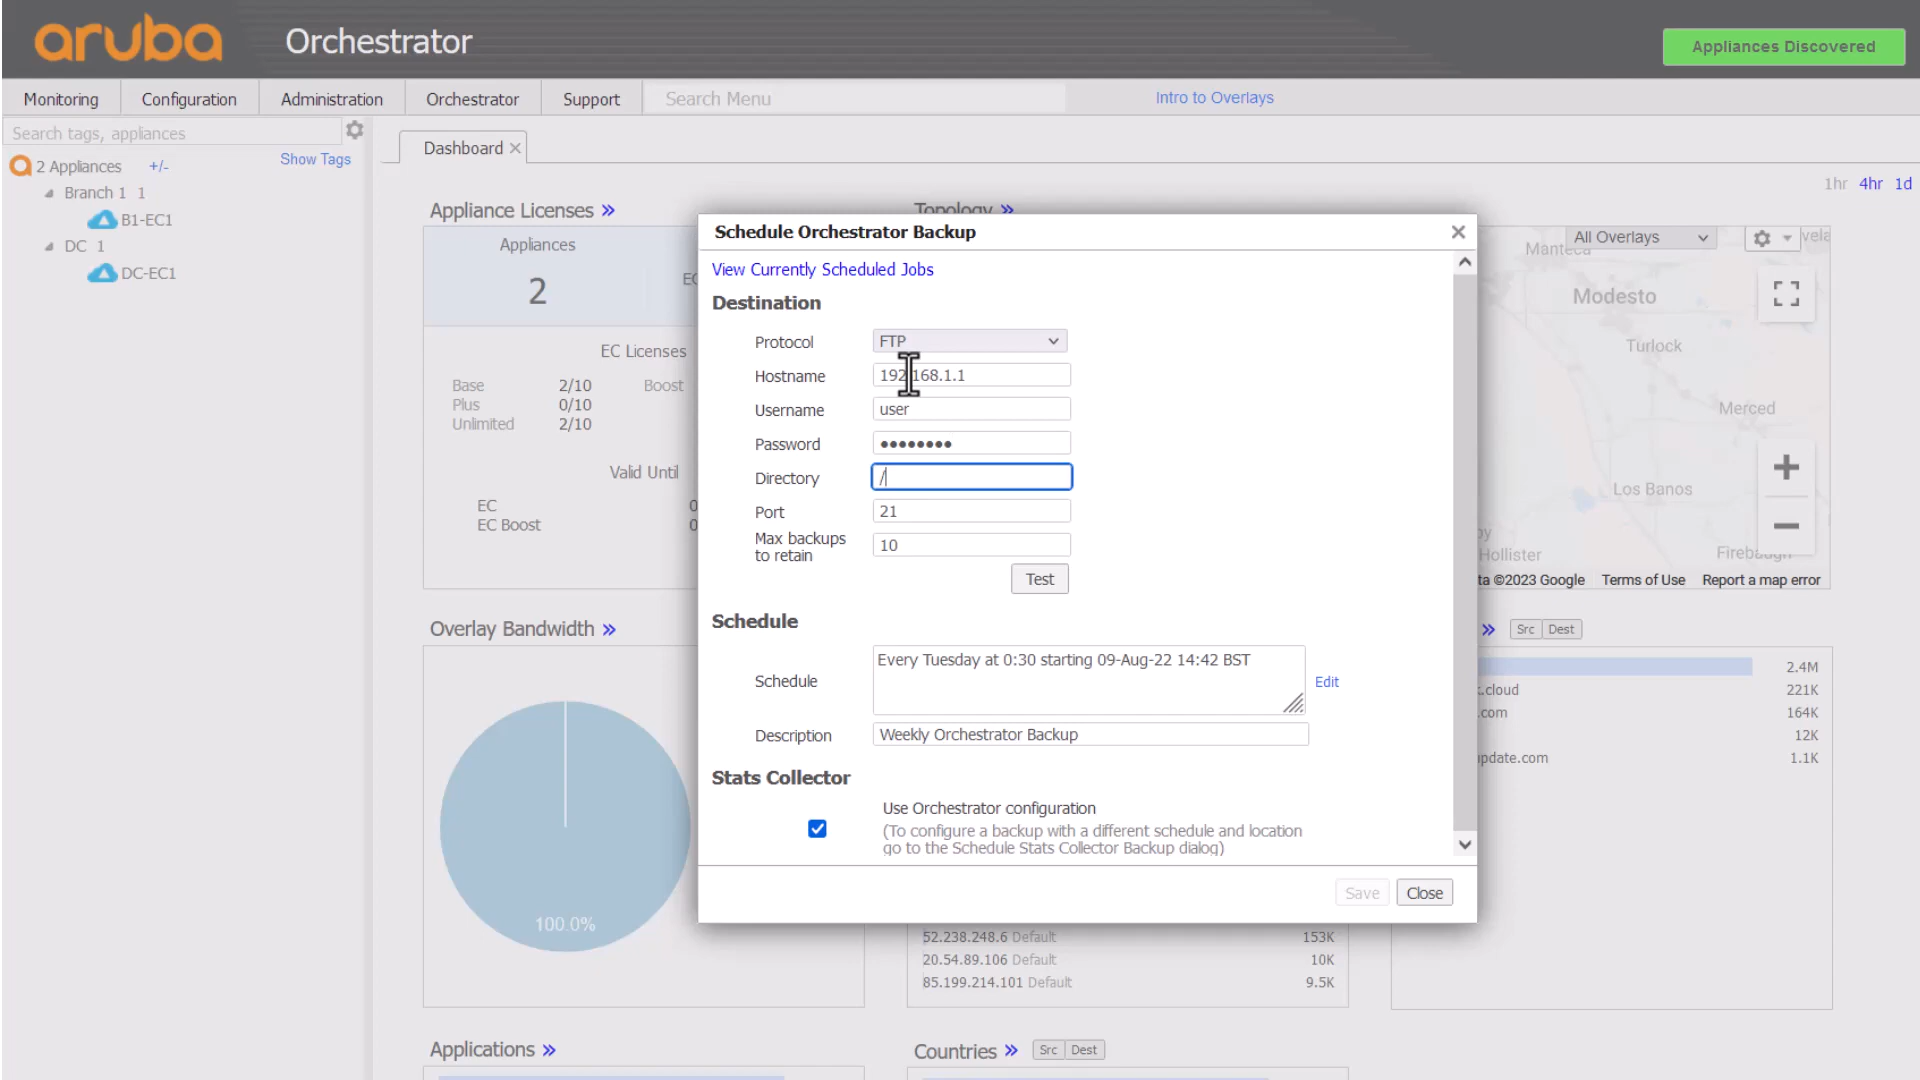 aruba
Orchestrator
Appliances Discovered
Monitoring
Configuration
Administration
Orchestrator
Support
Search Menu
Intro to Overlays
Search tags, appliances
Show Tags
2 Appliances +/-
Branch 1 1
B1-EC1
DC 1
DC-EC1
Dashboard
1hr 4hr 1d
Appliance Licenses »
Appliances
2
EC Licenses
Base 2/10 Boost
Plus 0/10
Unlimited 2/10
Valid Until
EC 0
EC Boost 0
Topology »
All Overlays
Manteca
Modesto
Turlock
Merced
Los Banos
Hollister
©2023 Google Terms of Use Report a map error
Schedule Orchestrator Backup
View Currently Scheduled Jobs
Destination
Protocol FTP
Hostname 192.168.1.1
Username user
Password ••••••••
Directory /
Port 21
Max backups
to retain 10
Test
Schedule
Schedule Every Tuesday at 0:30 starting 09-Aug-22 14:42 BST Edit
Description Weekly Orchestrator Backup
Stats Collector
Use Orchestrator configuration
(To configure a backup with a different schedule and location
go to the Schedule Stats Collector Backup dialog)
Save Close
Overlay Bandwidth »
100.0%
» Src Dest
2.4M
.cloud 221K
.com 164K
12K
pdate.com 1.1K
52.238.248.6 Default 153K
20.54.89.106 Default 10K
85.199.214.101 Default 9.5K
Applications »
Countries » Src Dest